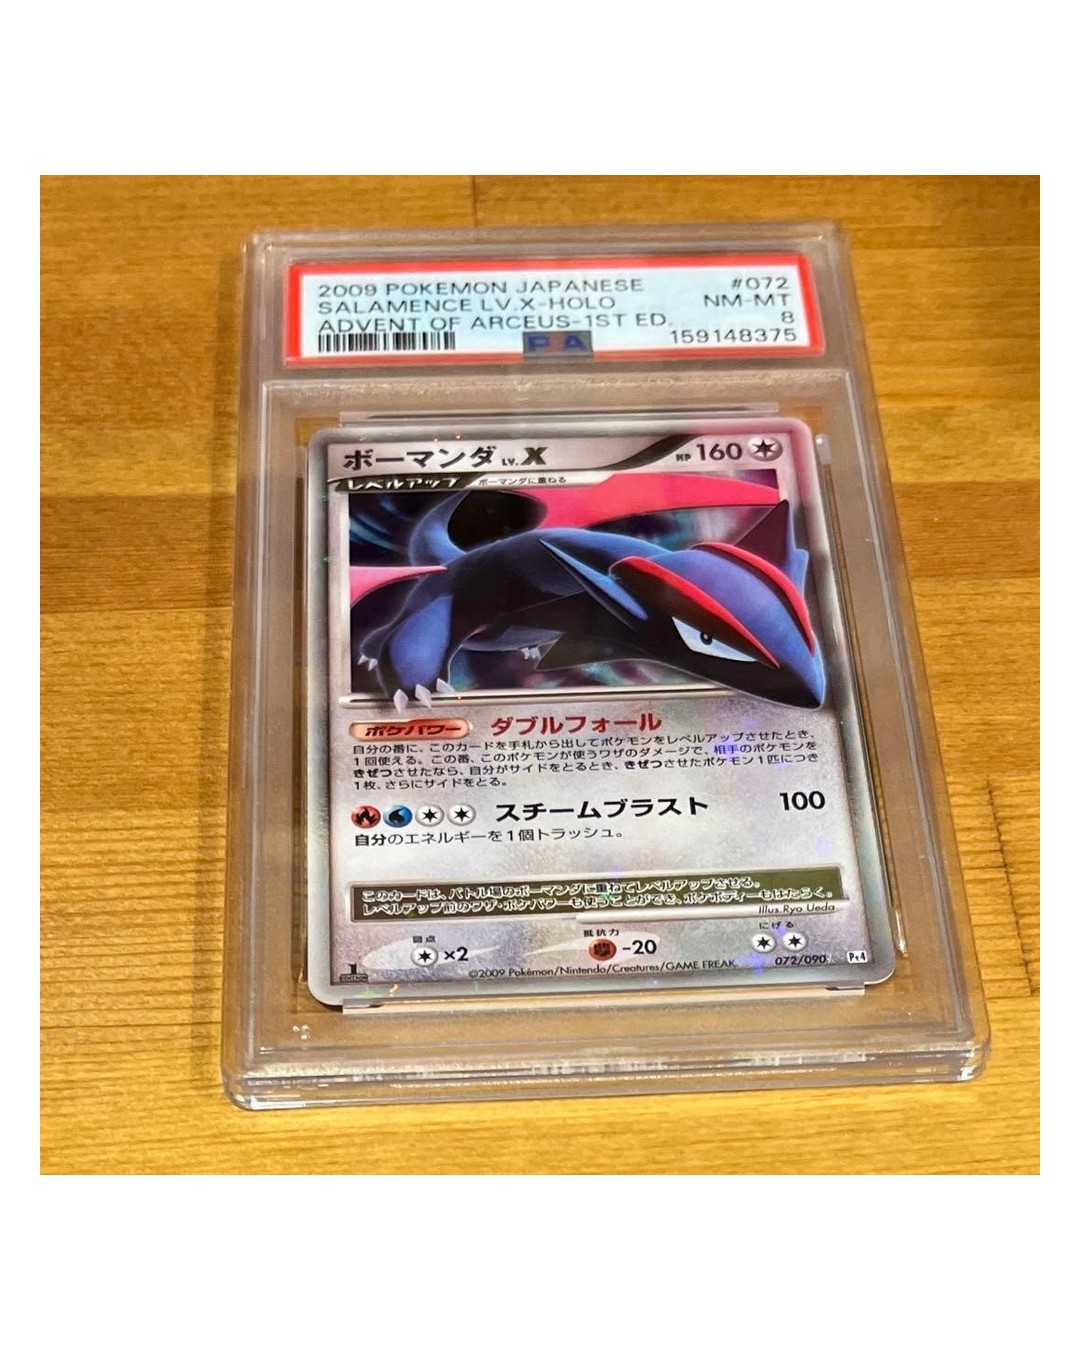 2009 POKEMON JAPANESE #072
SALAMENCE LV.X-HOLO NM-MT
ADVENT OF ARCEUS-1ST ED. 8
PSA 159148375
ボーマンダ LV.X HP 160
レベルアップ ボーマンダに重ねる
ポケパワー ダブルフォール
自分の番に、このカードを手札から出してポケモンをレベルアップさせたとき、
1回使える。この番、このポケモンが使うワザのダメージで、相手のポケモンを
きぜつさせたなら、自分がサイドをとるとき、きぜつさせたポケモン1匹につき
1枚、さらにサイドをとる。
スチームブラスト 100
自分のエネルギーを1個トラッシュ。
このカードは、バトル場のボーマンダに重ねてレベルアップさせる。
レベルアップ前のワザ・ポケパワーも使うことができ、ポケボディーもはたらく。
illus.Ryo Ueda
弱点 ×2 抵抗力 -20 にげる
1 EDITION ©2009 Pokémon/Nintendo/Creatures/GAME FREAK. 072/090 Pt4